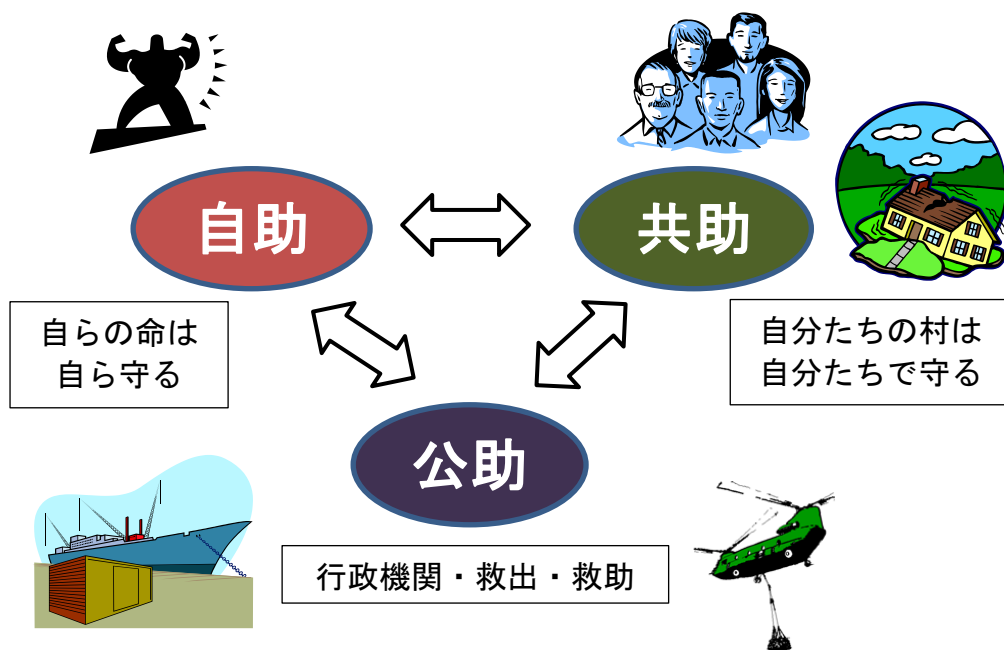 自助
共助
自らの命は
自ら守る
自分たちの村は
自分たちで守る
公助
行政機関・救出・救助